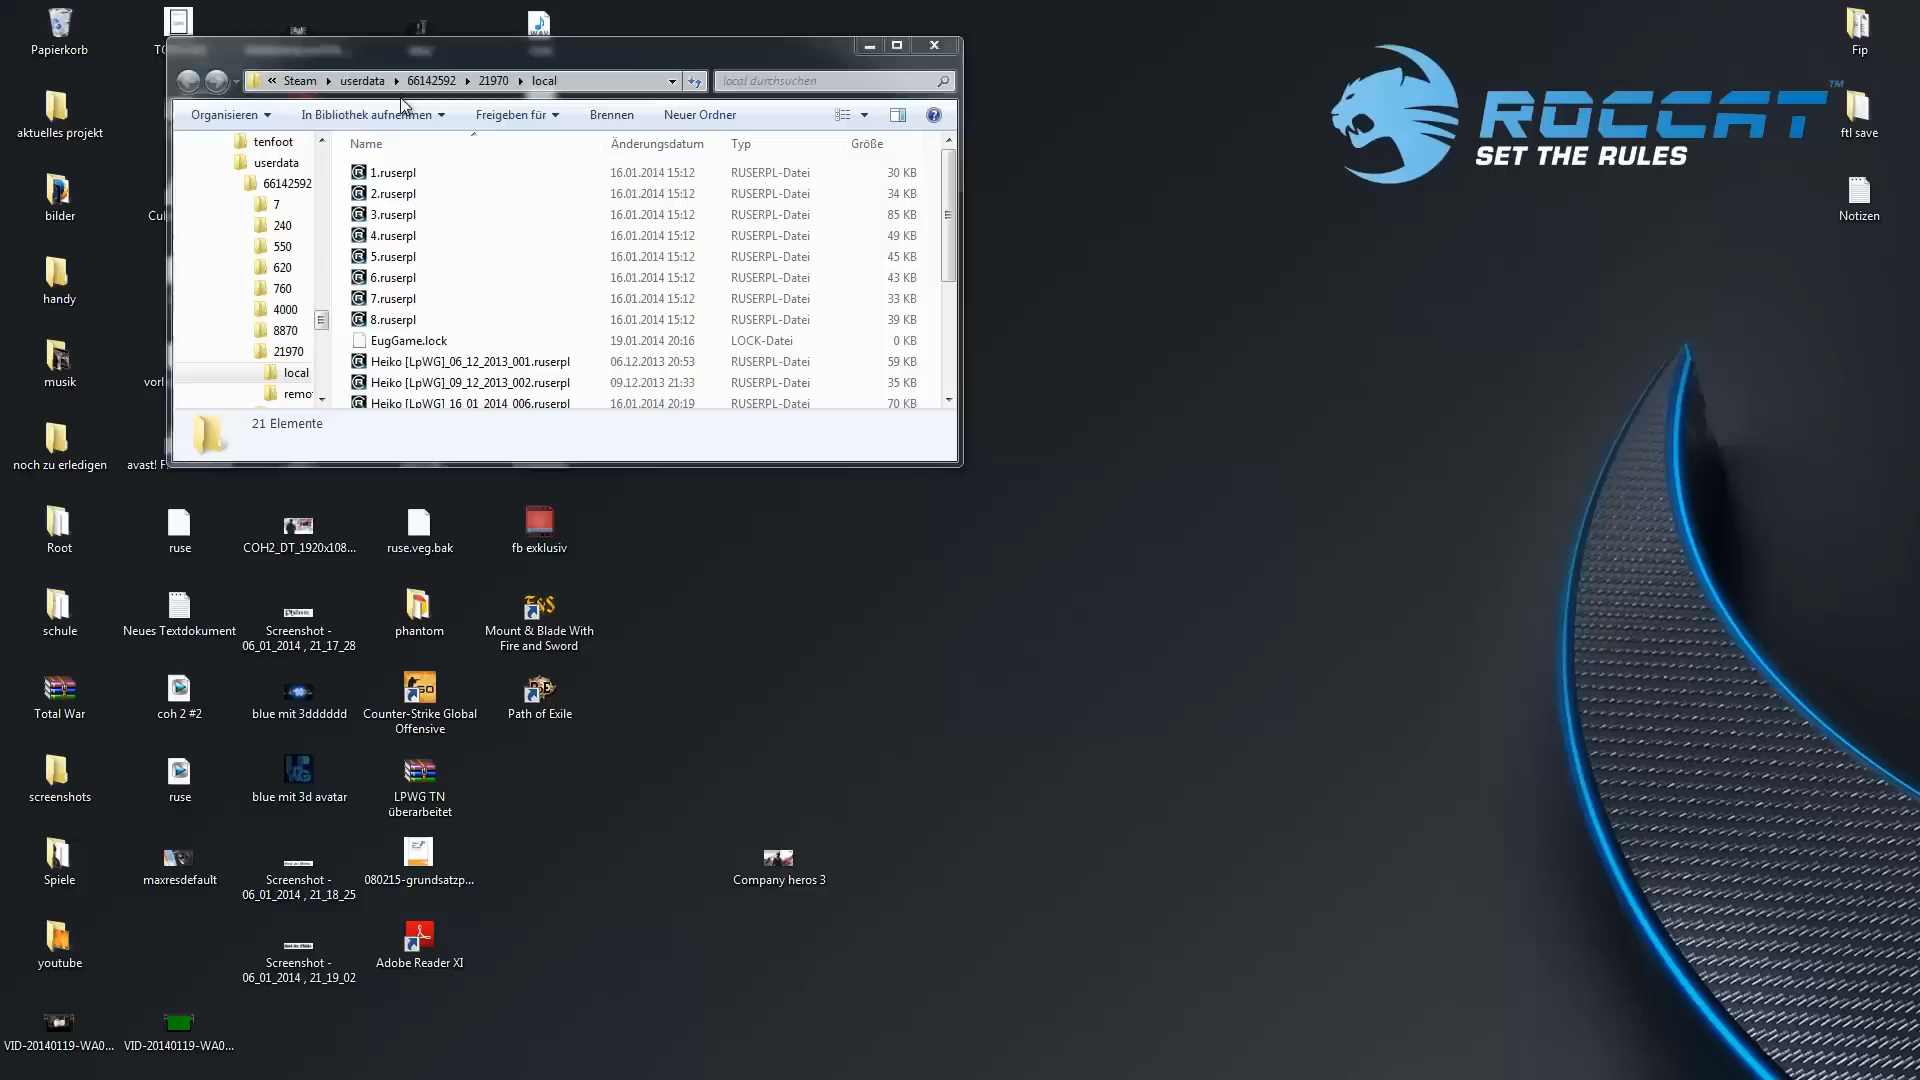 Papierkorb
aktuelles projekt
bilder
handy
musik
noch zu erledigen
avast! F
« Steam ▸ userdata ▸ 66142592 ▸ 21970 ▸ local
local durchsuchen
Organisieren
In Bibliothek aufnehmen
Freigeben für
Brennen
Neuer Ordner
tenfoot
userdata
66142592
7
240
550
620
760
4000
8870
21970
local
remo
Name Änderungsdatum Typ Größe
1.ruserpl 16.01.2014 15:12 RUSERPL-Datei 30 KB
2.ruserpl 16.01.2014 15:12 RUSERPL-Datei 34 KB
3.ruserpl 16.01.2014 15:12 RUSERPL-Datei 85 KB
4.ruserpl 16.01.2014 15:12 RUSERPL-Datei 49 KB
5.ruserpl 16.01.2014 15:12 RUSERPL-Datei 45 KB
6.ruserpl 16.01.2014 15:12 RUSERPL-Datei 43 KB
7.ruserpl 16.01.2014 15:12 RUSERPL-Datei 33 KB
8.ruserpl 16.01.2014 15:12 RUSERPL-Datei 39 KB
EugGame.lock 19.01.2014 20:16 LOCK-Datei 0 KB
Heiko [LpWG]_06_12_2013_001.ruserpl 06.12.2013 20:53 RUSERPL-Datei 59 KB
Heiko [LpWG]_09_12_2013_002.ruserpl 09.12.2013 21:33 RUSERPL-Datei 35 KB
Heiko [LpWG]_16_01_2014_006.ruserpl 16.01.2014 20:19 RUSERPL-Datei 70 KB
21 Elemente
ROCCAT™
SET THE RULES
Fip
ftl save
Notizen
Root
ruse
COH2_DT_1920x108...
ruse.veg.bak
fb exklusiv
schule
Neues Textdokument
Screenshot -
06_01_2014 , 21_17_28
phantom
Mount & Blade With
Fire and Sword
Total War
coh 2 #2
blue mit 3dddddd
Counter-Strike Global
Offensive
Path of Exile
screenshots
ruse
blue mit 3d avatar
LPWG TN
überarbeitet
Spiele
maxresdefault
Screenshot -
06_01_2014 , 21_18_25
080215-grundsatzp...
Company heros 3
youtube
Screenshot -
06_01_2014 , 21_19_02
Adobe Reader XI
VID-20140119-WA0...
VID-20140119-WA0...